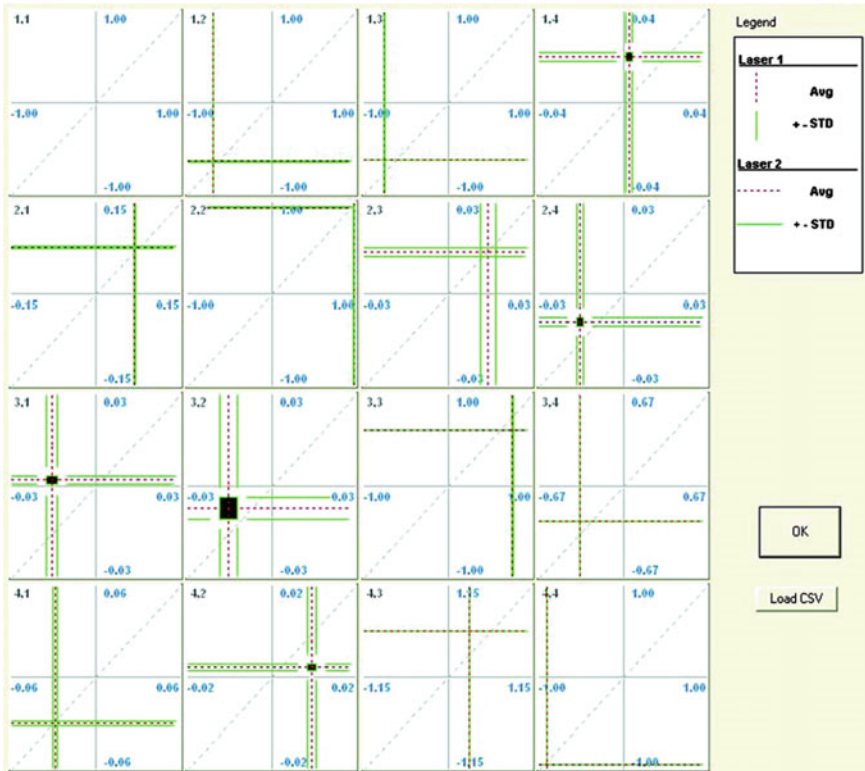 1,1 1.00 1,2 1.00 1,3 1.00 1,4 0.04
-1.00 1.00 -1.00 1.00 -1.00 1.00 -0.04 0.04
-1.00 -1.00 -1.00 -0.04
2,1 0.15 2,2 1.00 2,3 0.03 2,4 0.03
-0.15 0.15 -1.00 1.00 -0.03 0.03 -0.03 0.03
-0.15 -1.00 -0.03 -0.03
3,1 0.03 3,2 0.03 3,3 1.00 3,4 0.67
-0.03 0.03 -0.03 0.03 -1.00 1.00 -0.67 0.67
-0.03 -0.03 -1.00 -0.67
4,1 0.06 4,2 0.02 4,3 1.15 4,4 1.00
-0.06 0.06 -0.02 0.02 -1.15 1.15 -1.00 1.00
-0.06 -0.02 -1.15 -1.00
Legend
Laser 1
Avg
+-STD
Laser 2
Avg
+-STD
OK
Load CSV